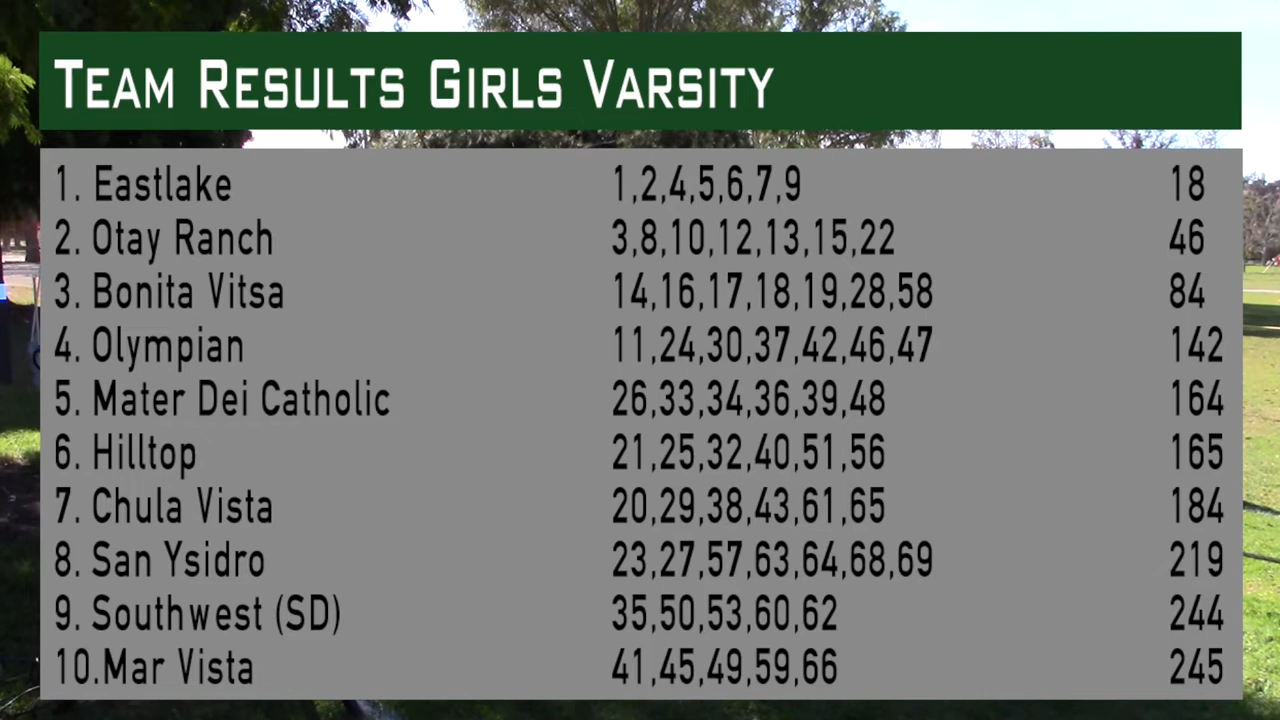 Team Results Girls Varsity
1. Eastlake 1,2,4,5,6,7,9 18
2. Otay Ranch 3,8,10,12,13,15,22 46
3. Bonita Vitsa 14,16,17,18,19,28,58 84
4. Olympian 11,24,30,37,42,46,47 142
5. Mater Dei Catholic 26,33,34,36,39,48 164
6. Hilltop 21,25,32,40,51,56 165
7. Chula Vista 20,29,38,43,61,65 184
8. San Ysidro 23,27,57,63,64,68,69 219
9. Southwest (SD) 35,50,53,60,62 244
10.Mar Vista 41,45,49,59,66 245